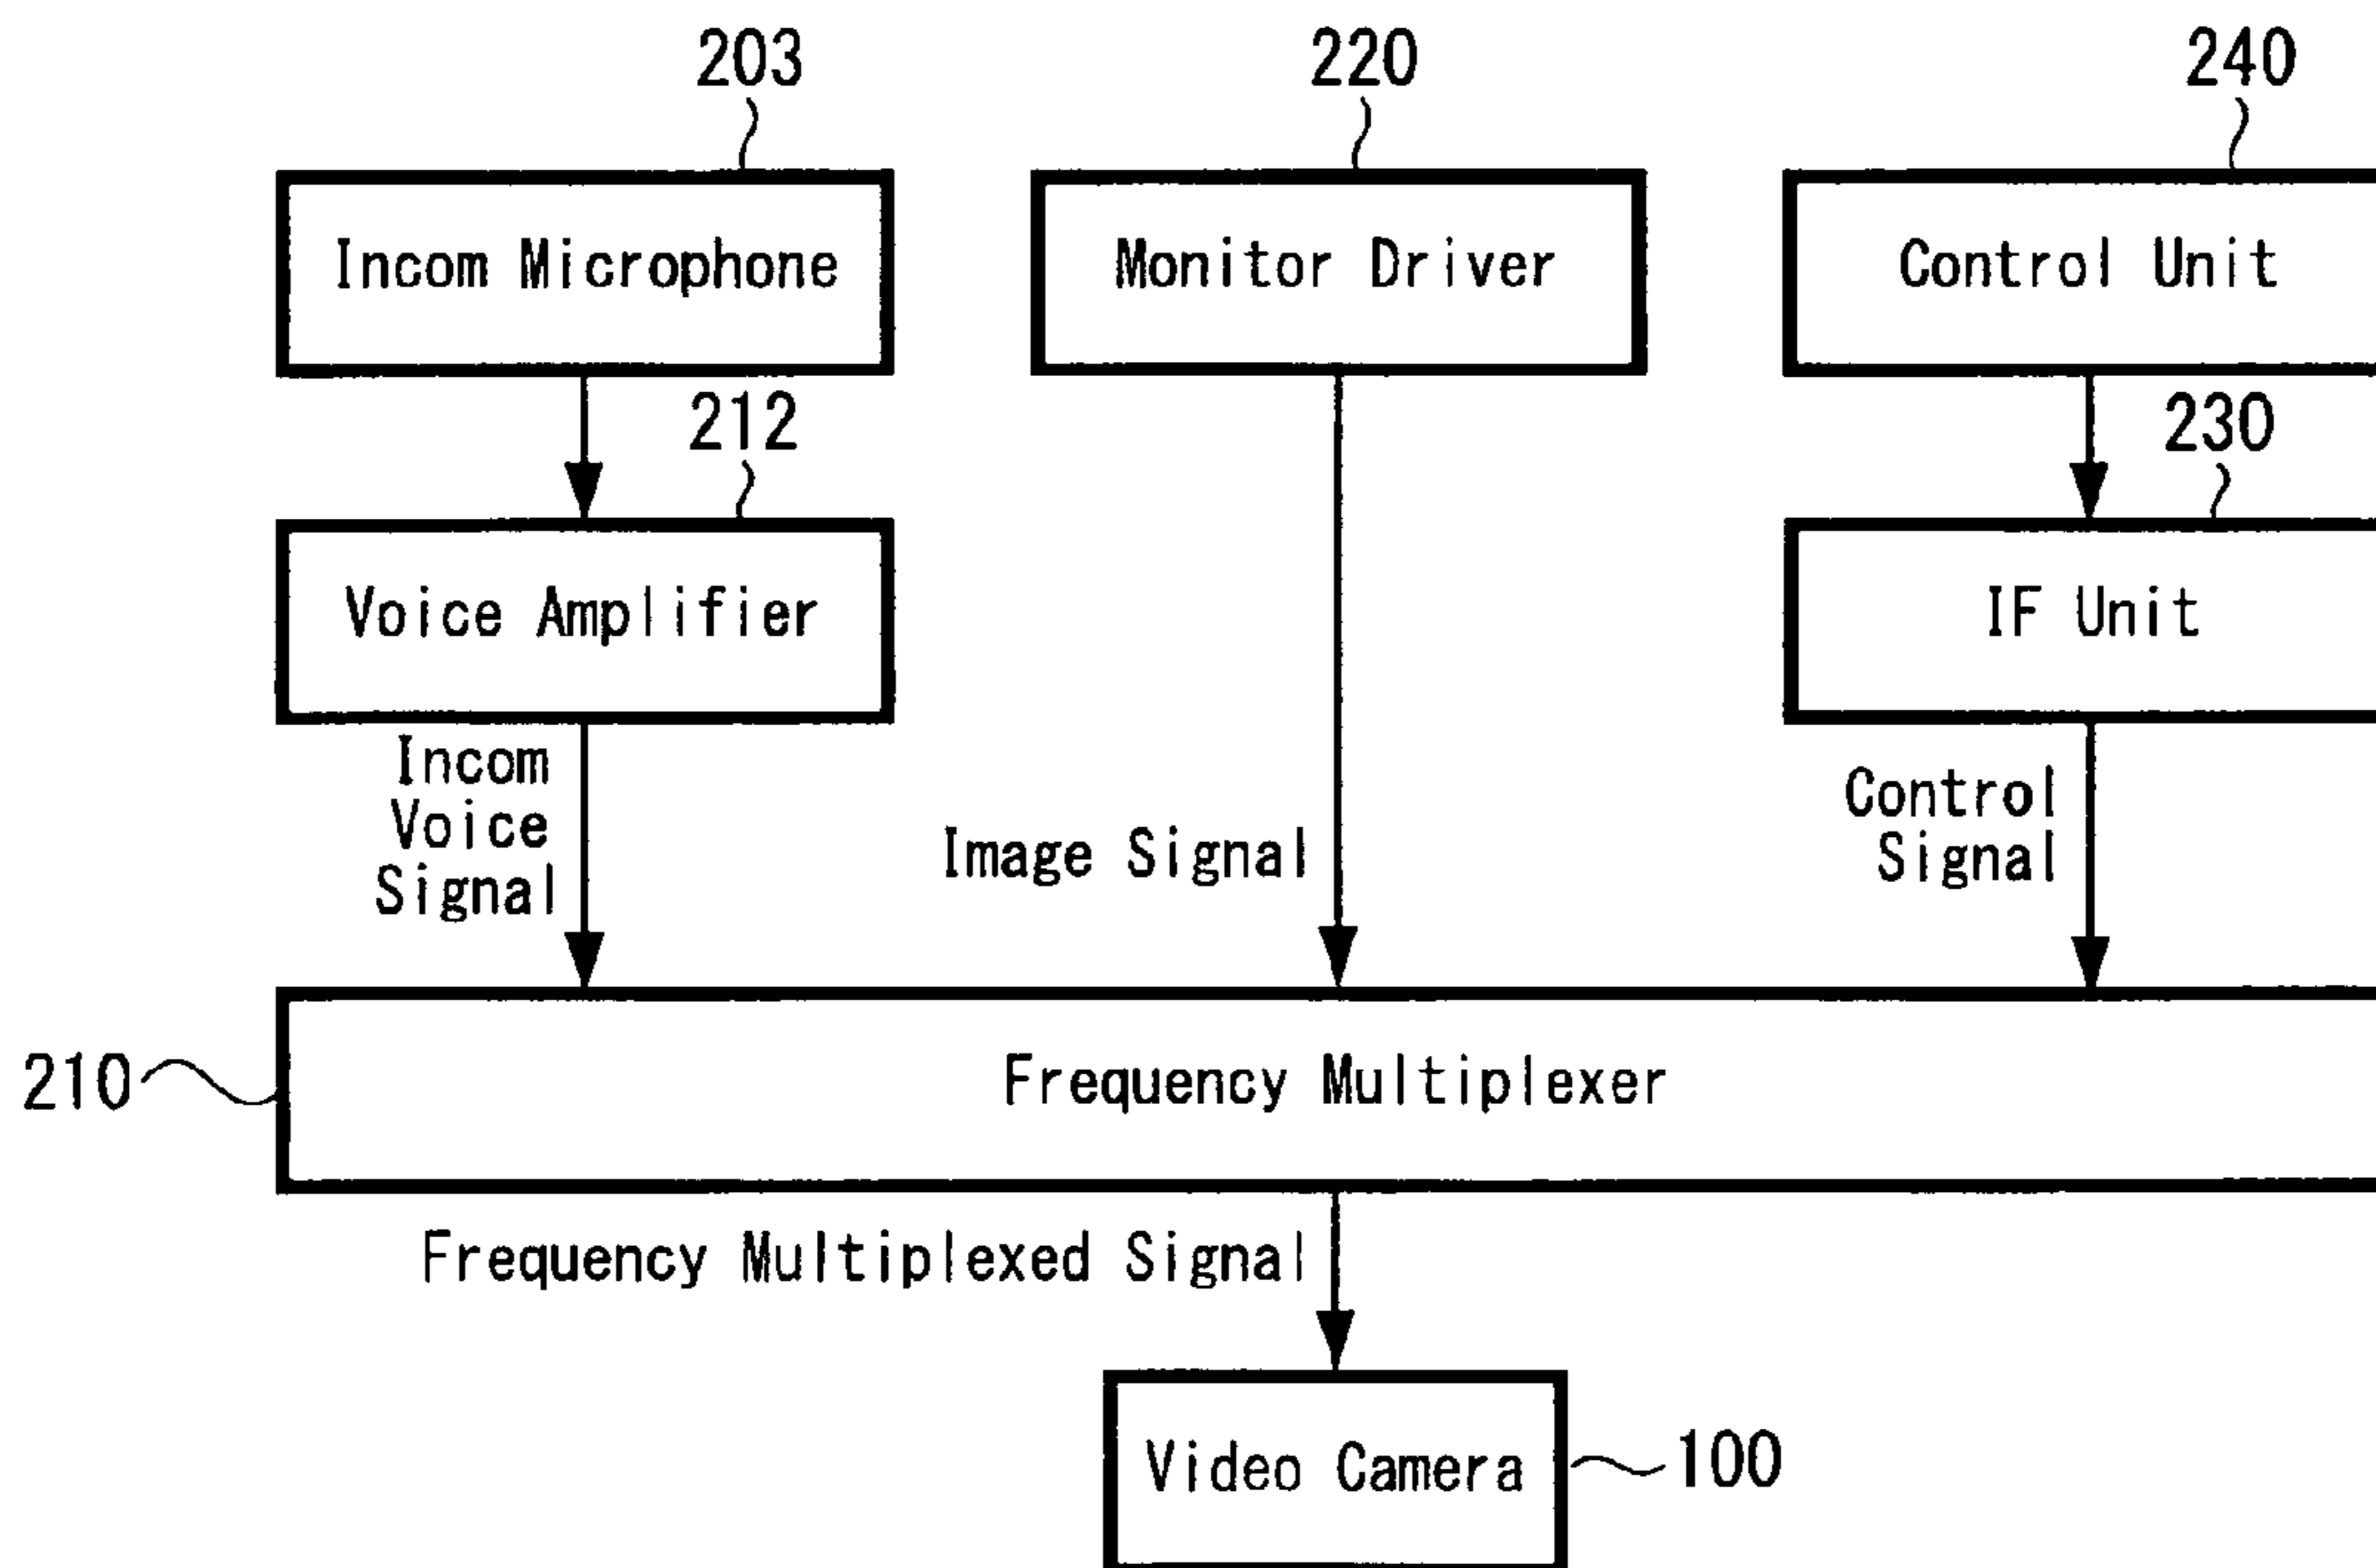 203
220
240
Incom Microphone
Monitor Driver
Control Unit
212
230
Voice Amplifier
IF Unit
Incom
Voice
Signal
Image Signal
Control
Signal
210
Frequency Multiplexer
Frequency Multiplexed Signal
Video Camera
100